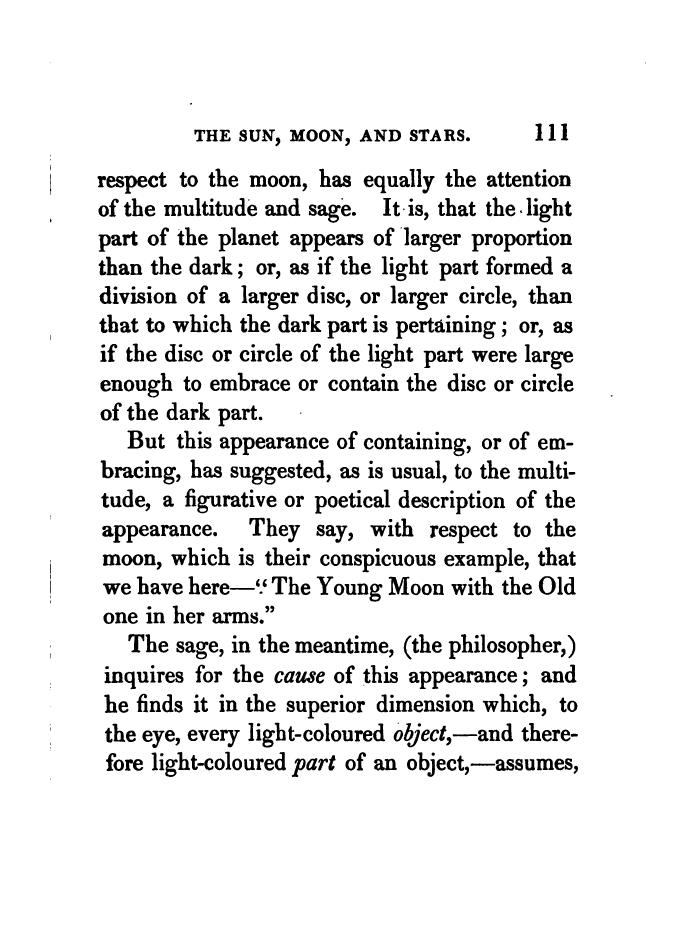 THE SUN, MOON, AND STARS. 111
respect to the moon, has equally the attention
of the multitude and sage. It is, that the light
part of the planet appears of larger proportion
than the dark; or, as if the light part formed a
division of a larger disc, or larger circle, than
that to which the dark part is pertaining; or, as
if the disc or circle of the light part were large
enough to embrace or contain the disc or circle
of the dark part.
But this appearance of containing, or of em-
bracing, has suggested, as is usual, to the multi-
tude, a figurative or poetical description of the
appearance. They say, with respect to the
moon, which is their conspicuous example, that
we have here—“The Young Moon with the Old
one in her arms.”
The sage, in the meantime, (the philosopher,)
inquires for the cause of this appearance; and
he finds it in the superior dimension which, to
the eye, every light-coloured object,—and there-
fore light-coloured part of an object,—assumes,